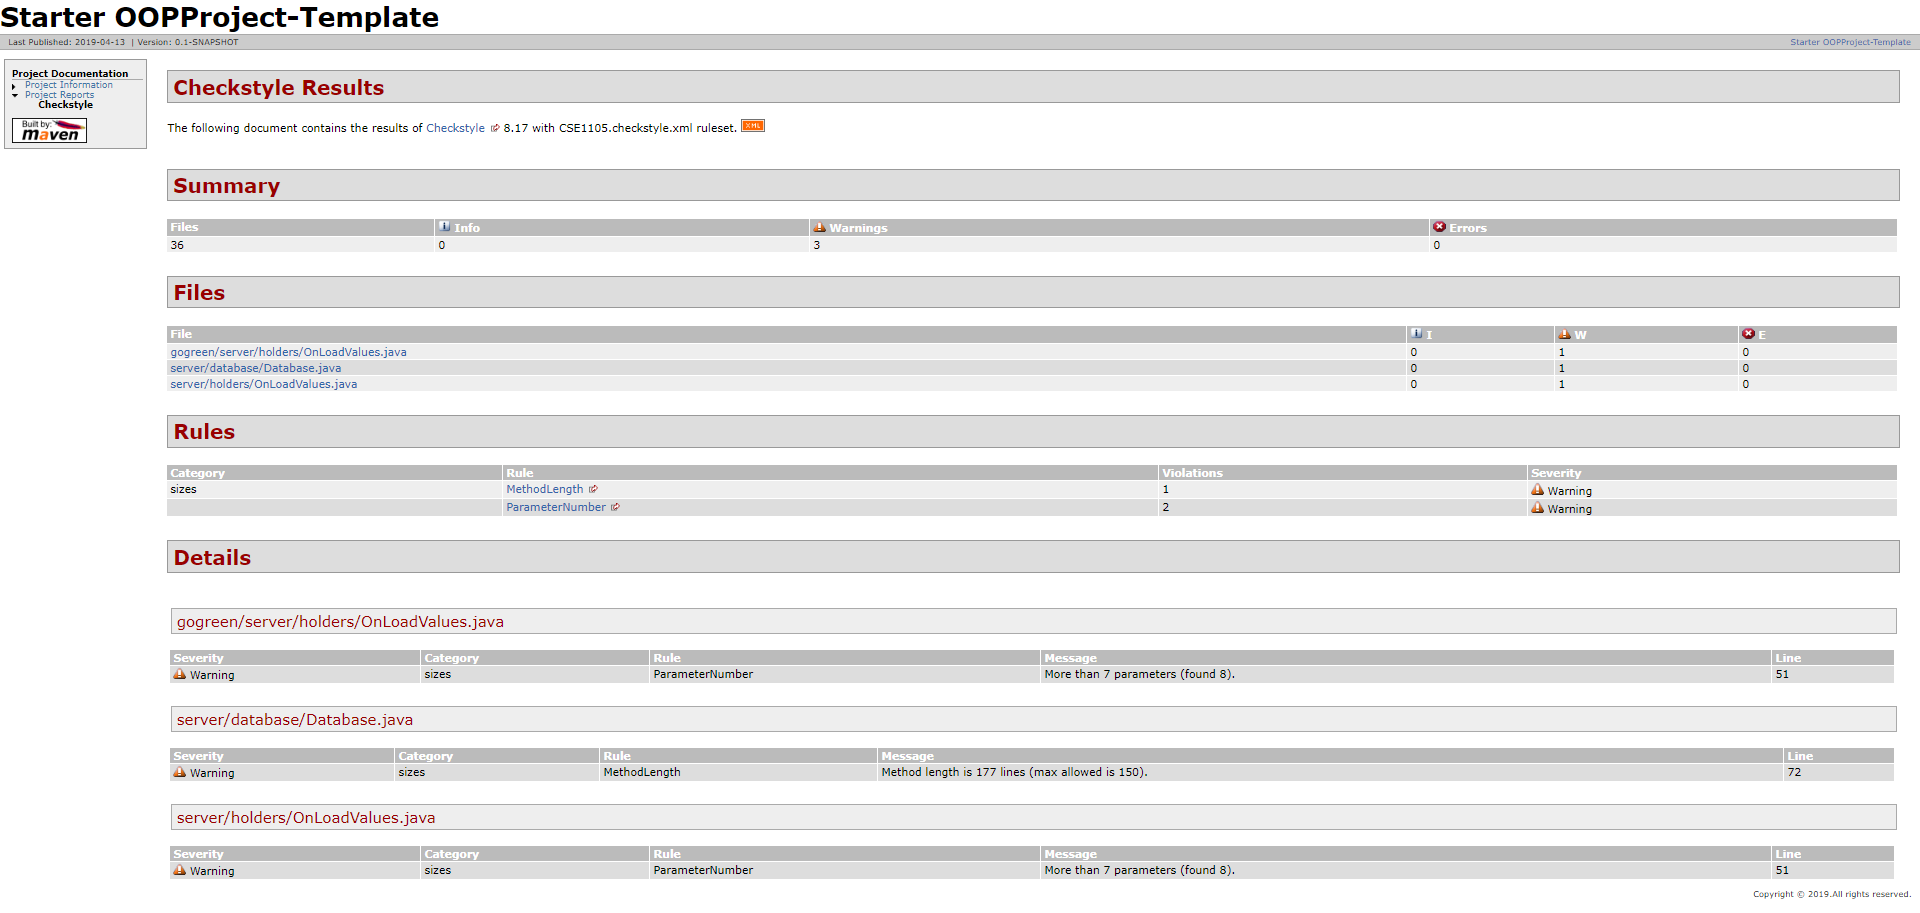 Starter OOPProject-Template
Last Published: 2019-04-13 | Version: 0.1-SNAPSHOT Starter OOPProject-Template
Project Documentation
Project Information
Project Reports
Checkstyle
Built by:
maven
Checkstyle Results
The following document contains the results of Checkstyle 8.17 with CSE1105.checkstyle.xml ruleset. XML
Summary
Files Info Warnings Errors
36 0 3 0
Files
File I W E
gogreen/server/holders/OnLoadValues.java 0 1 0
server/database/Database.java 0 1 0
server/holders/OnLoadValues.java 0 1 0
Rules
Category Rule Violations Severity
sizes MethodLength 1 Warning
ParameterNumber 2 Warning
Details
gogreen/server/holders/OnLoadValues.java
Severity Category Rule Message Line
Warning sizes ParameterNumber More than 7 parameters (found 8). 51
server/database/Database.java
Severity Category Rule Message Line
Warning sizes MethodLength Method length is 177 lines (max allowed is 150). 72
server/holders/OnLoadValues.java
Severity Category Rule Message Line
Warning sizes ParameterNumber More than 7 parameters (found 8). 51
Copyright © 2019.All rights reserved.